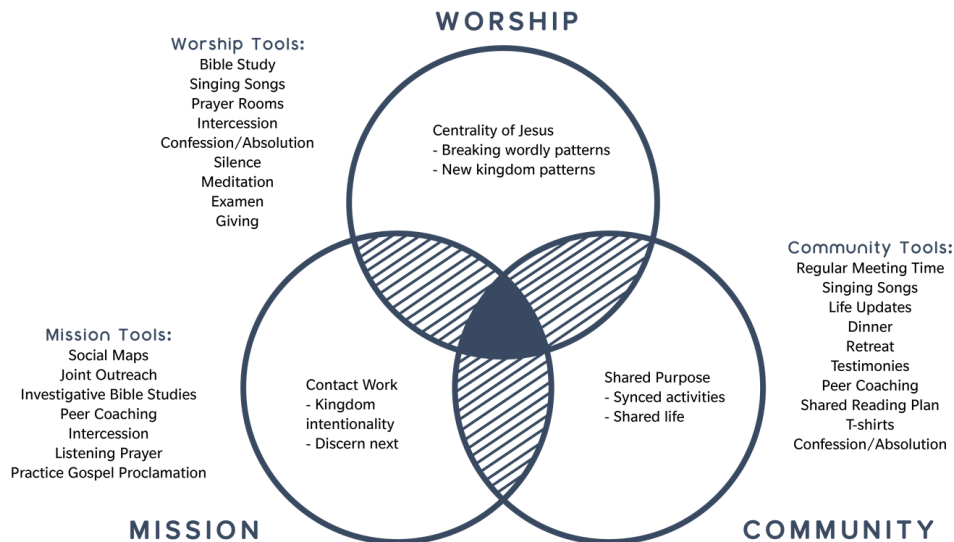 WORSHIP
Worship Tools:
Bible Study
Singing Songs
Prayer Rooms
Intercession
Confession/Absolution
Silence
Meditation
Examen
Giving
Centrality of Jesus
- Breaking wordly patterns
- New kingdom patterns
Community Tools:
Regular Meeting Time
Singing Songs
Life Updates
Dinner
Retreat
Testimonies
Peer Coaching
Shared Reading Plan
T-shirts
Confession/Absolution
Mission Tools:
Social Maps
Joint Outreach
Investigative Bible Studies
Peer Coaching
Intercession
Listening Prayer
Practice Gospel Proclamation
Contact Work
- Kingdom
intentionality
- Discern next
Shared Purpose
- Synced activities
- Shared life
MISSION
COMMUNITY